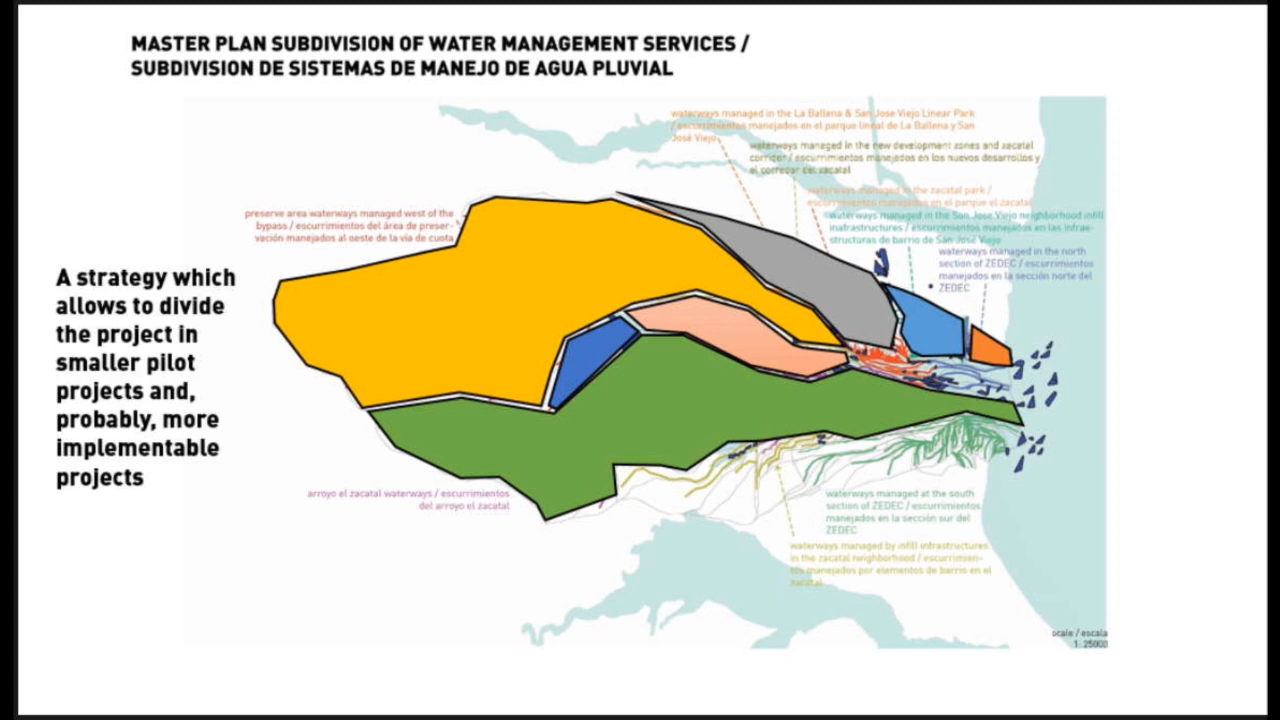 MASTER PLAN SUBDIVISION OF WATER MANAGEMENT SERVICES /
SUBDIVISION DE SISTEMAS DE MANEJO DE AGUA PLUVIAL
waterways managed in the La Ballena & San Jose Viejo Linear Park
/ escurrimientos manejados en el parque lineal de La Ballena y San
José Viejo
waterways managed in the new development zones and zacatal
corridor / escurrimientos manejados en los nuevos desarrollos y
el corredor del zacatal
waterways managed in the zacatal park /
escurrimientos manejados en el parque el zacatal
waterways managed in the San Jose Viejo neighborhood infill
inafrastructures / escurrimientos manejados en las infrae-
structuras de barrio de San José Viejo
preserve area waterways managed west of the
bypass / escurrimientos del área de preser-
vación manejados al oeste de la vía de cuota
waterways managed in the north
section of ZEDEC / escurrimientos
manejados en la sección norte del
ZEDEC
A strategy which
allows to divide
the project in
smaller pilot
projects and,
probably, more
implementable
projects
arroyo el zacatal waterways / escurrimientos
del arroyo el zacatal
waterways managed at the south
section of ZEDEC / escurrimientos
manejados en la sección sur del
ZEDEC
waterways managed by infill infrastructures
in the zacatal neighborhood / escurrimien-
tos manejados por elementos de barrio en el
zacatal
scale / escala
1: 25000